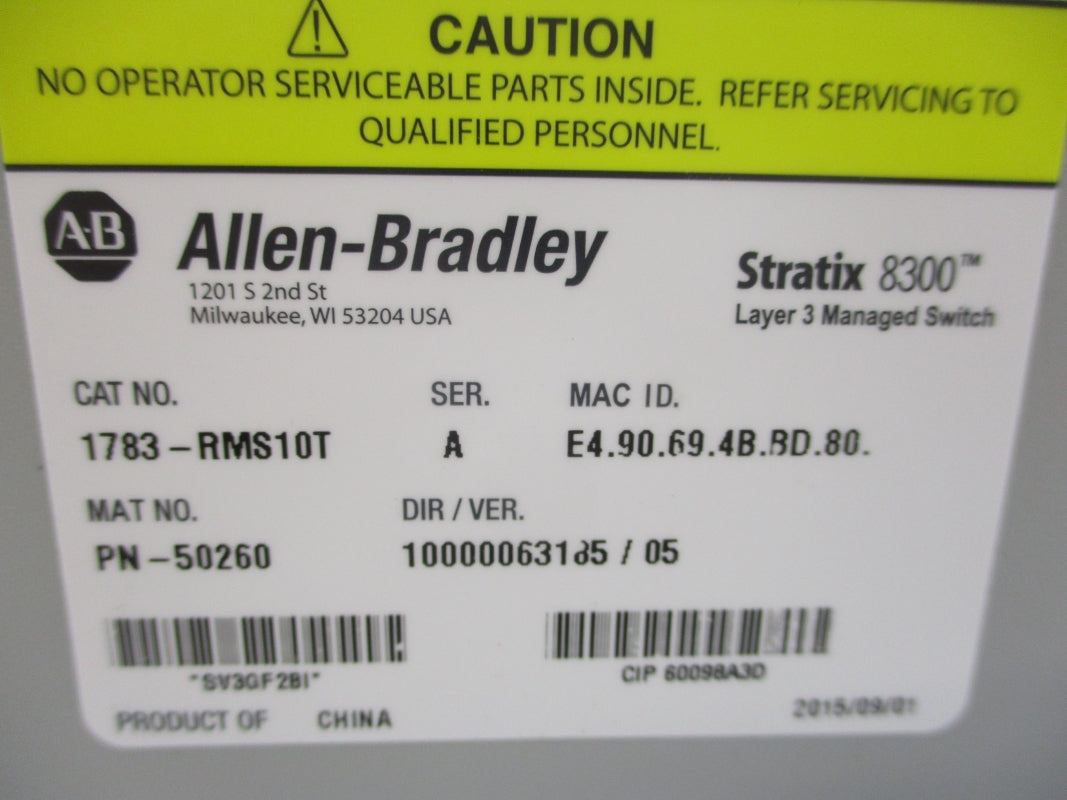 CAUTION
NO OPERATOR SERVICEABLE PARTS INSIDE. REFER SERVICING TO
QUALIFIED PERSONNEL.
A·B Allen-Bradley
1201 S 2nd St
Milwaukee, WI 53204 USA
Stratix 8300™
Layer 3 Managed Switch
CAT NO. SER. MAC ID.
1783-RMS10T A E4.90.69.4B.BD.80.
MAT NO. DIR / VER.
PN-50260 / 05
CIP 60098A3D
PRODUCT OF CHINA 2015/09/01